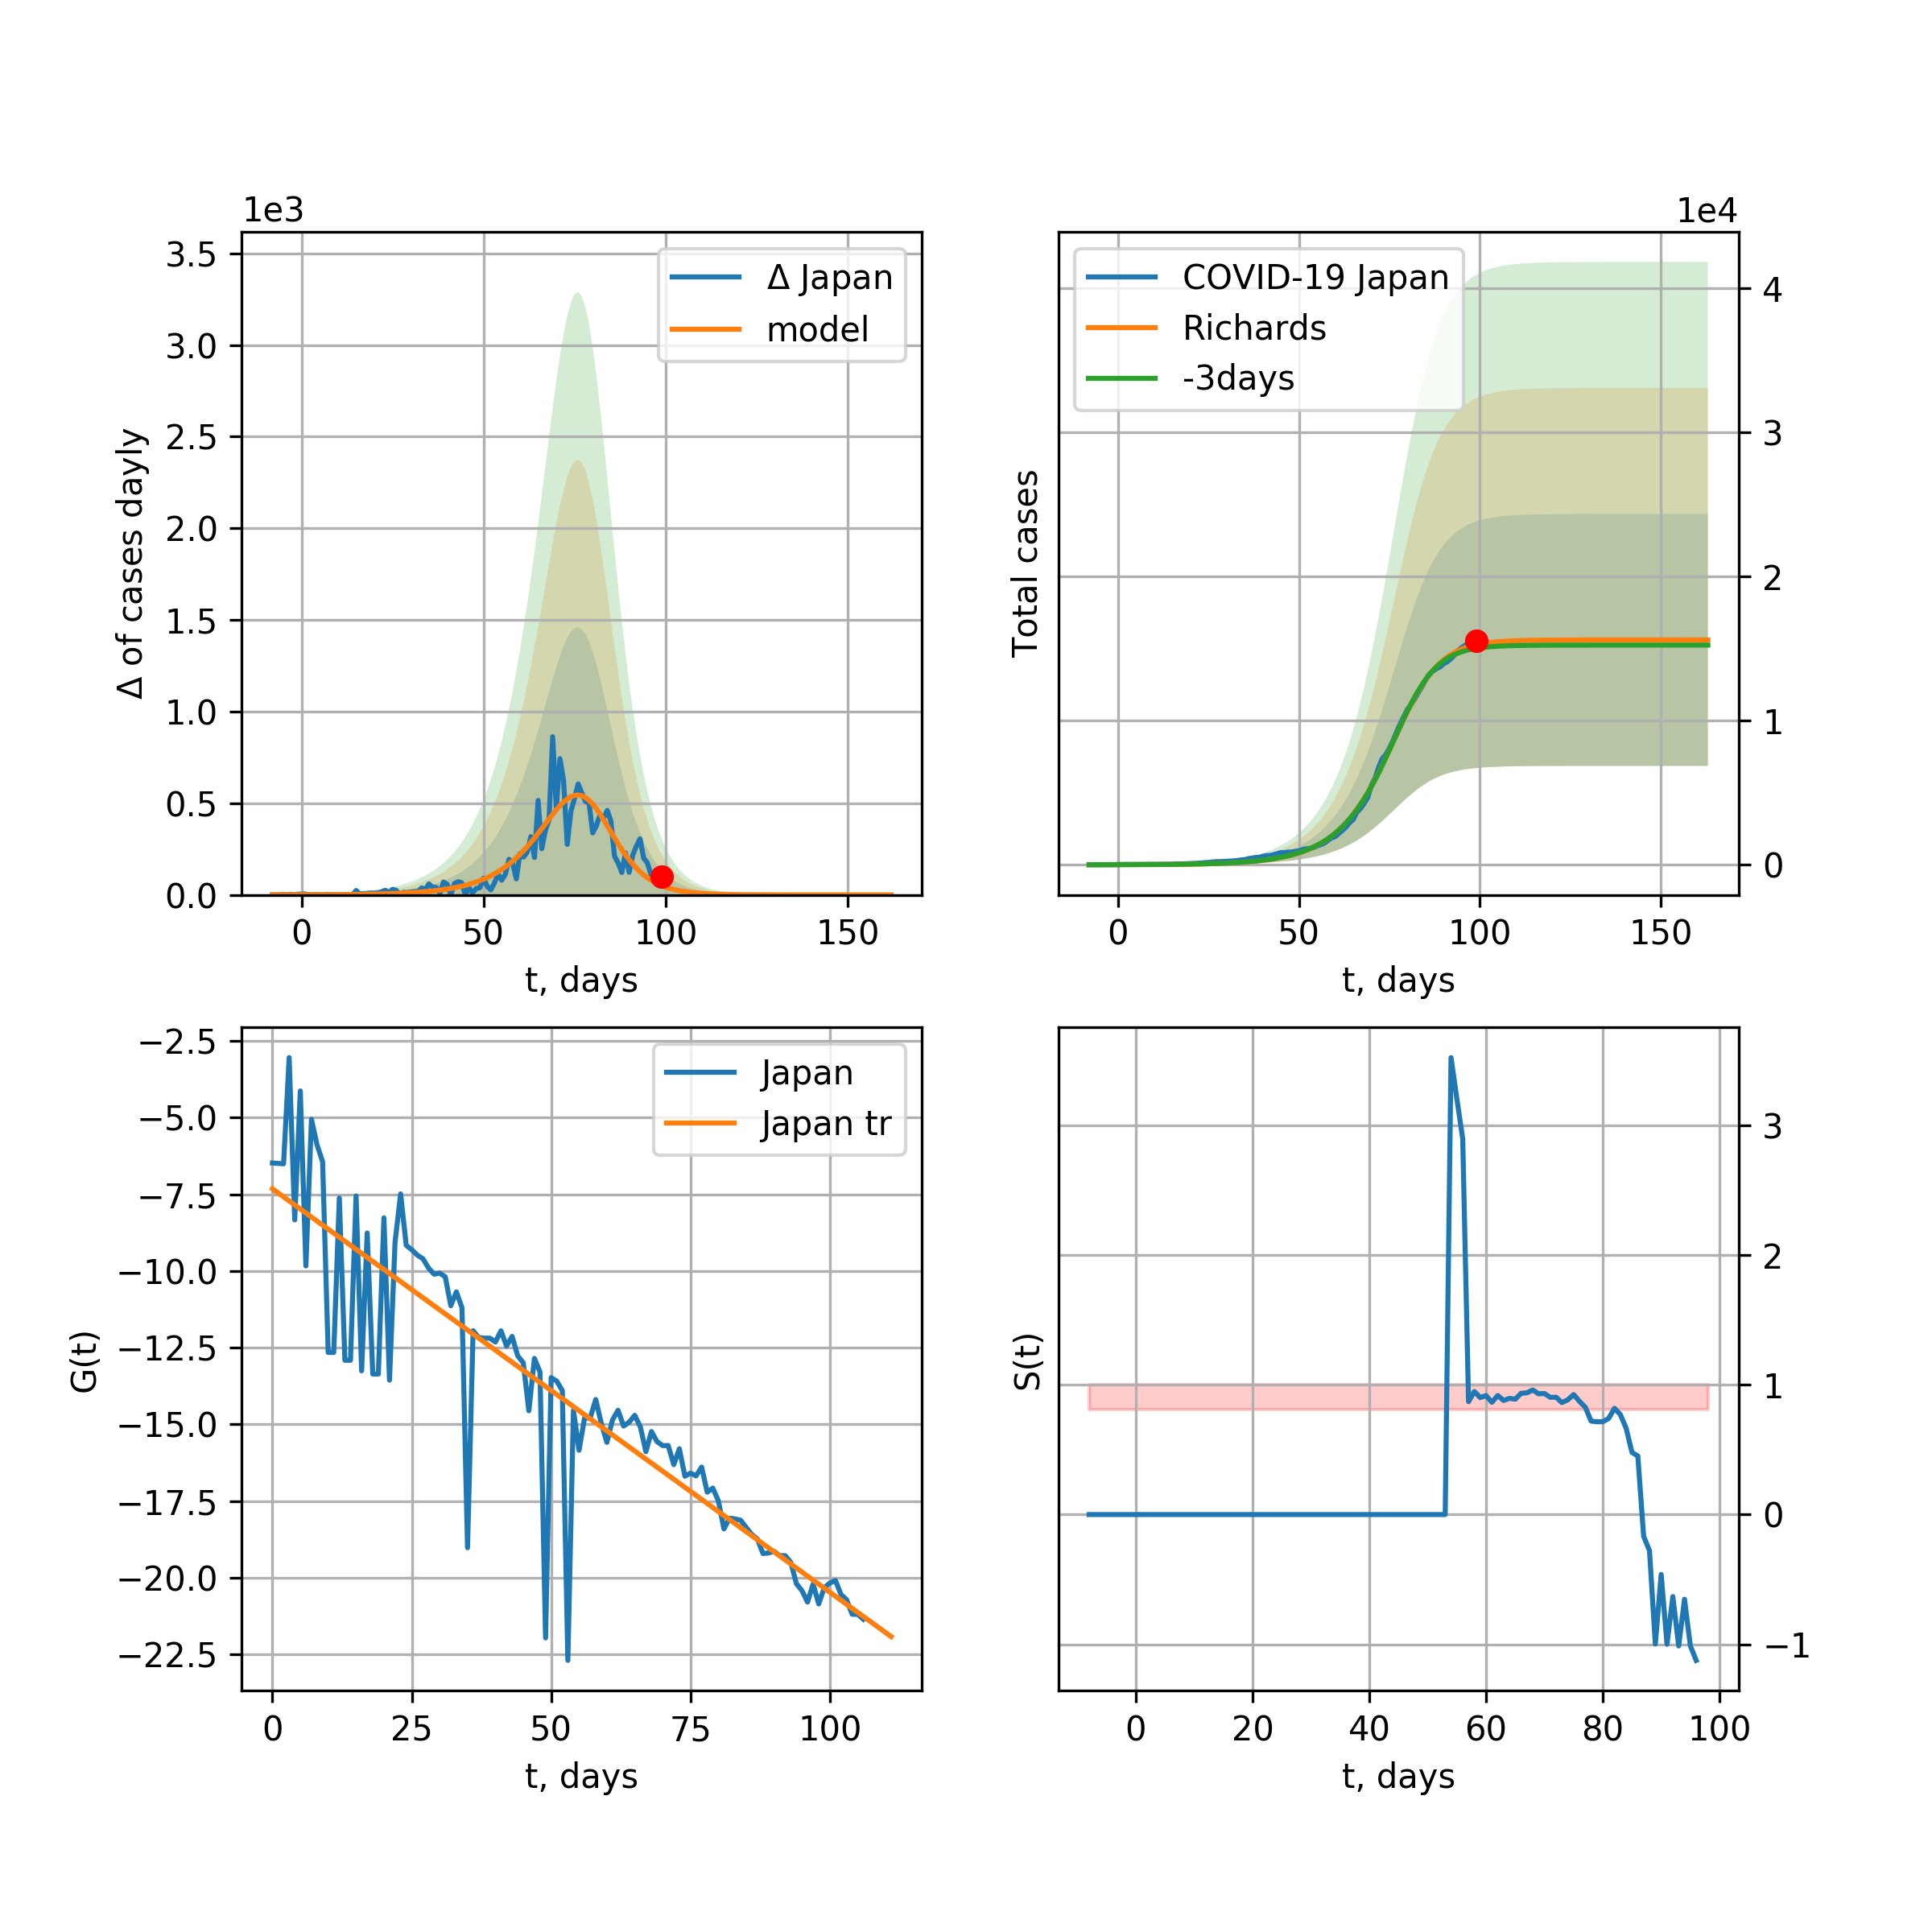 1e3
3.5
3.0
2.5
2.0
1.5
1.0
0.5
0.0
Δ of cases dayly
Δ Japan
model
0 50 100 150
t, days
1e4
COVID-19 Japan
Richards
-3days
Total cases
4
3
2
1
0
0 50 100 150
t, days
−2.5
−5.0
−7.5
−10.0
−12.5
−15.0
−17.5
−20.0
−22.5
G(t)
Japan
Japan tr
0 25 50 75 100
t, days
S(t)
3
2
1
0
−1
0 20 40 60 80 100
t, days